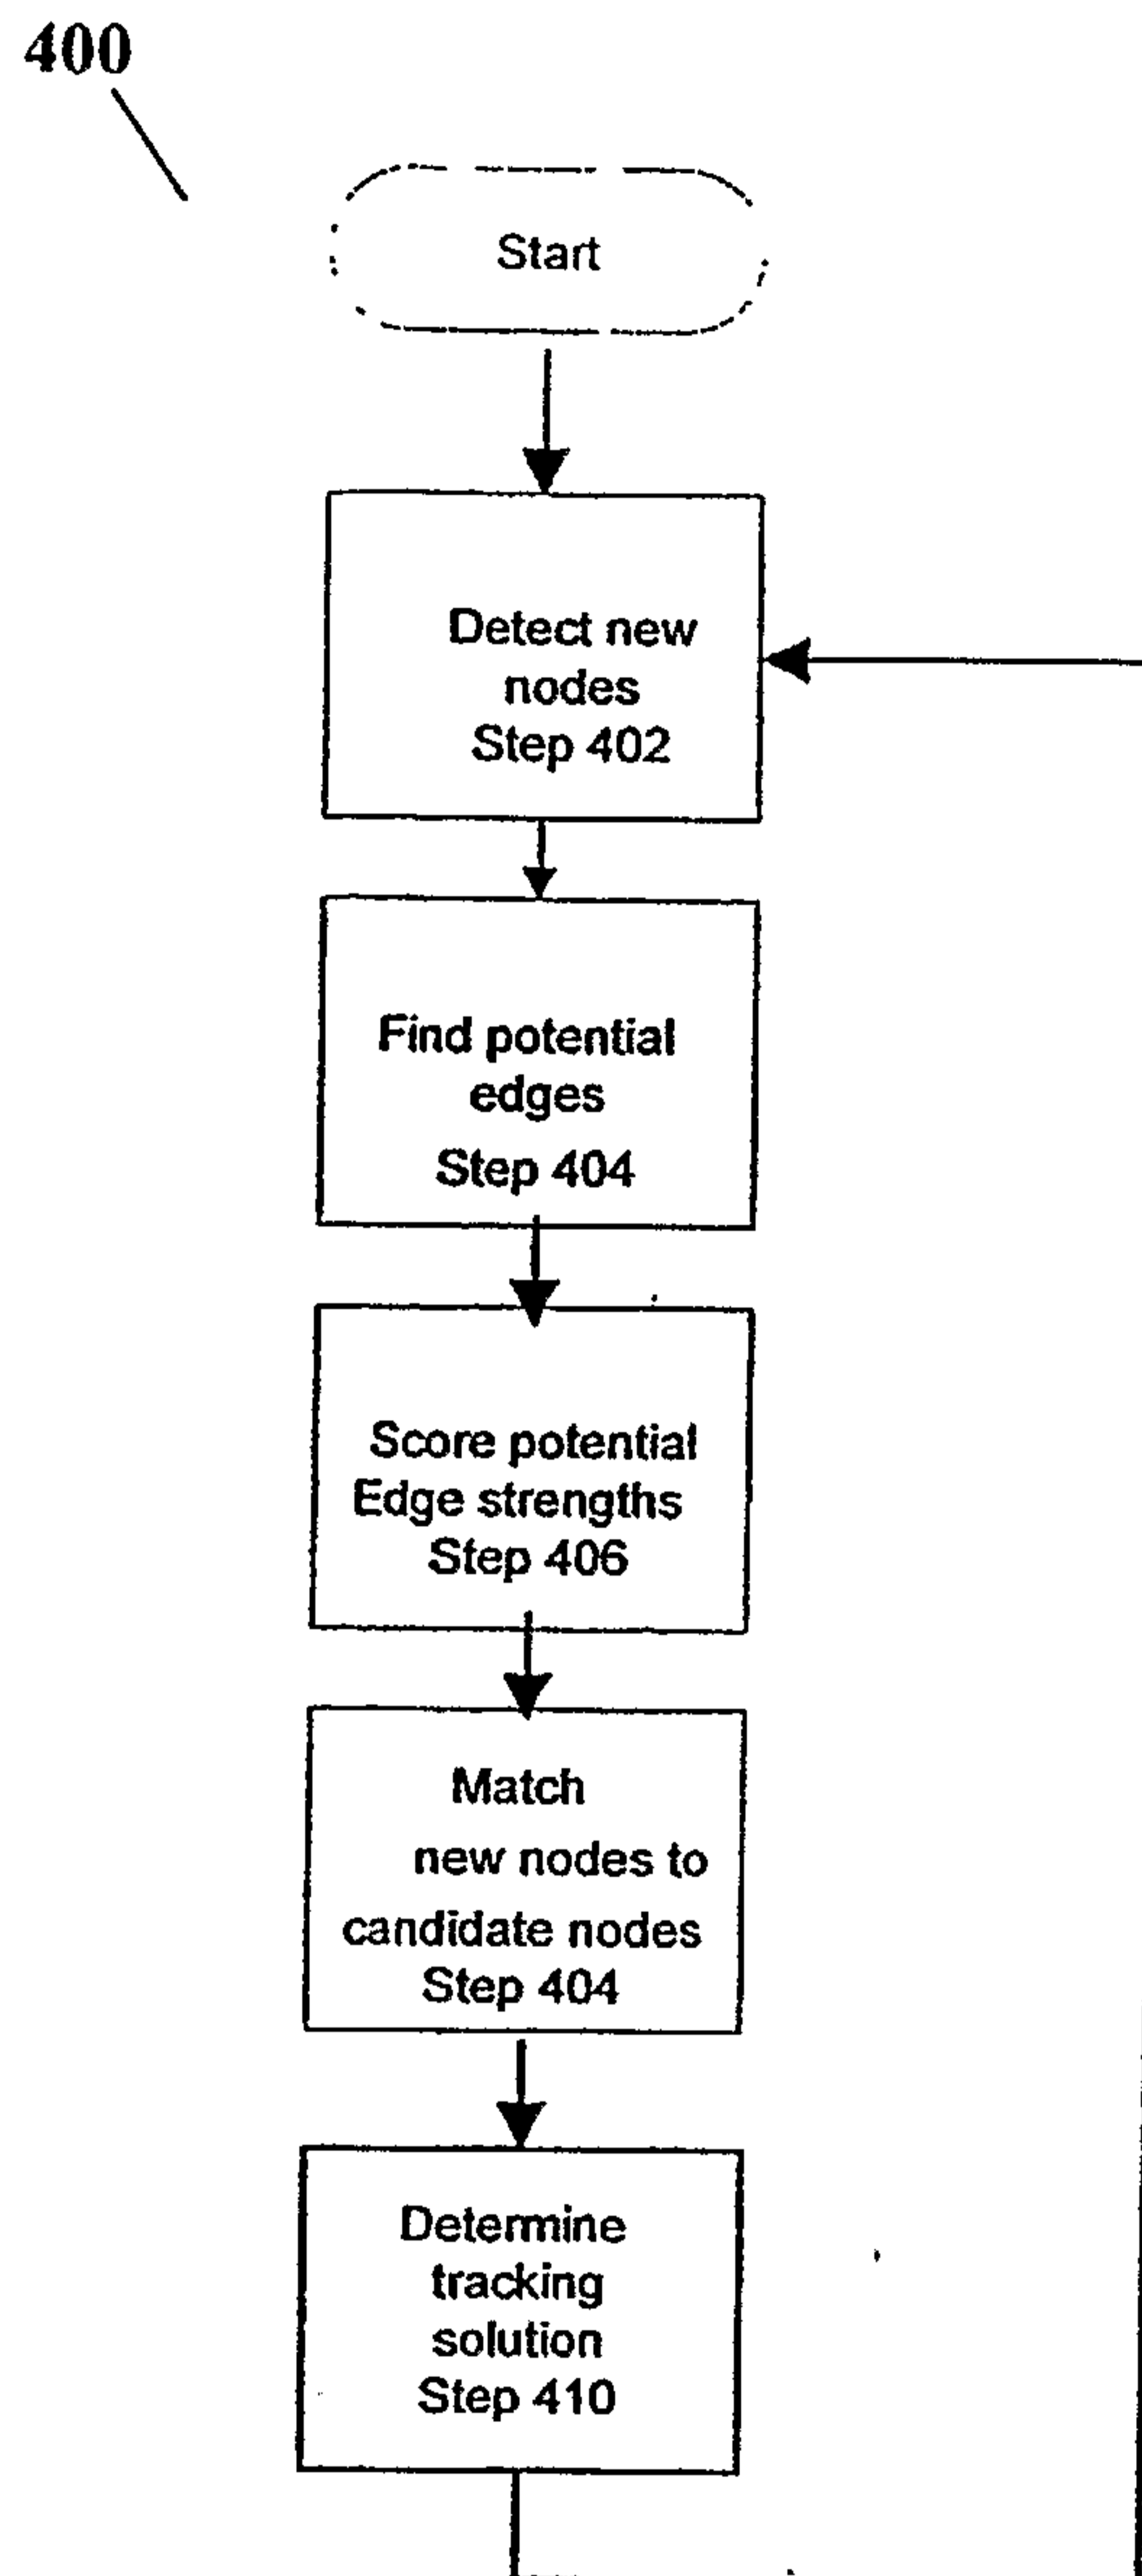 400
Start
Detect new
nodes
Step 402
Find potential
edges
Step 404
Score potential
Edge strengths
Step 406
Match
new nodes to
candidate nodes
Step 404
Determine
tracking
solution
Step 410